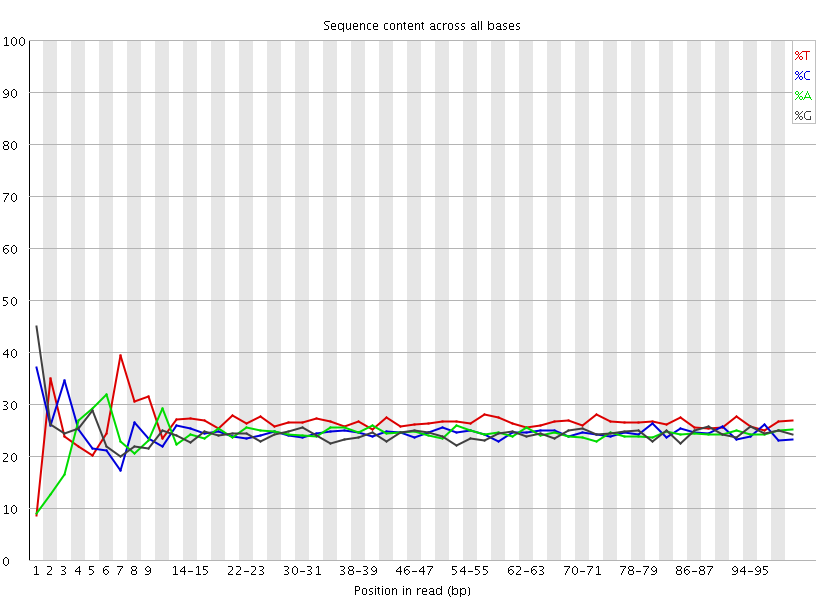 Sequence content across all bases
100
90
80
70
60
50
40
30
20
10
0
%T
%C
%A
%G
1 2 3 4 5 6 7 8 9 14-15 22-23 30-31 38-39 46-47 54-55 62-63 70-71 78-79 86-87 94-95
Position in read (bp)